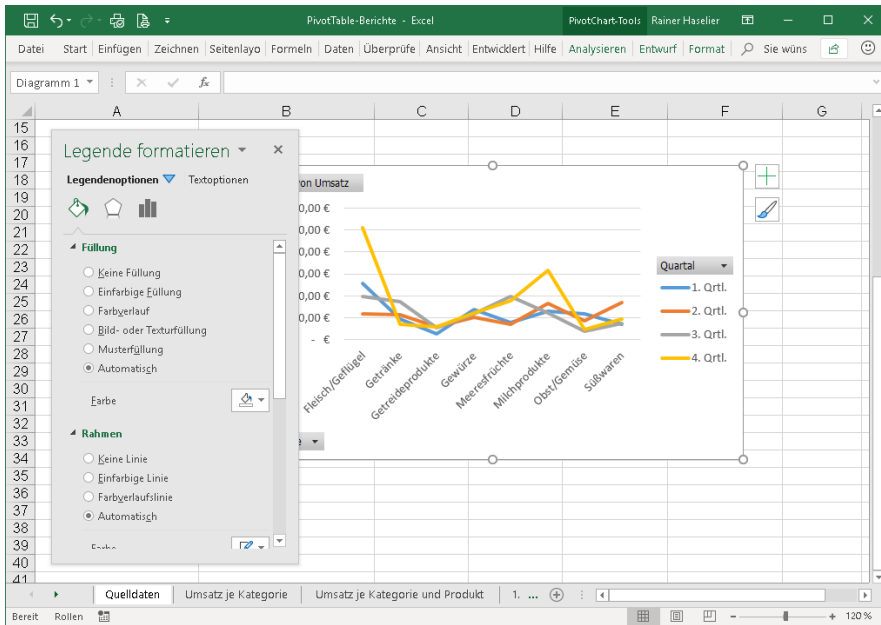 PivotTable-Berichte - Excel
PivotChart-Tools
Rainer Haselier
Datei Start Einfügen Zeichnen Seitenlayo Formeln Daten Überprüfe Ansicht Entwicklert Hilfe Analysieren Entwurf Format Sie wüns
Diagramm 1 fx
A B C D E F G
15
16
17
18
19
20
21
22
23
24
25
26
27
28
29
30
31
32
33
34
35
36
37
38
39
40
41
Legende formatieren
Legendenoptionen Textoptionen
Füllung
Keine Füllung
Einfarbige Füllung
Farbverlauf
Bild- oder Texturfüllung
Musterfüllung
Automatisch
Farbe
Rahmen
Keine Linie
Einfarbige Linie
Farbverlaufslinie
Automatisch
Farbe
von Umsatz
0,00 €
0,00 €
0,00 €
0,00 €
0,00 €
0,00 €
- €
Fleisch/Geflügel
Getränke
Getreideprodukte
Gewürze
Meeresfrüchte
Milchprodukte
Obst/Gemüse
Süßwaren
Quartal
1. Qrtl.
2. Qrtl.
3. Qrtl.
4. Qrtl.
Quelldaten Umsatz je Kategorie Umsatz je Kategorie und Produkt 1. ...
Bereit Rollen 120 %